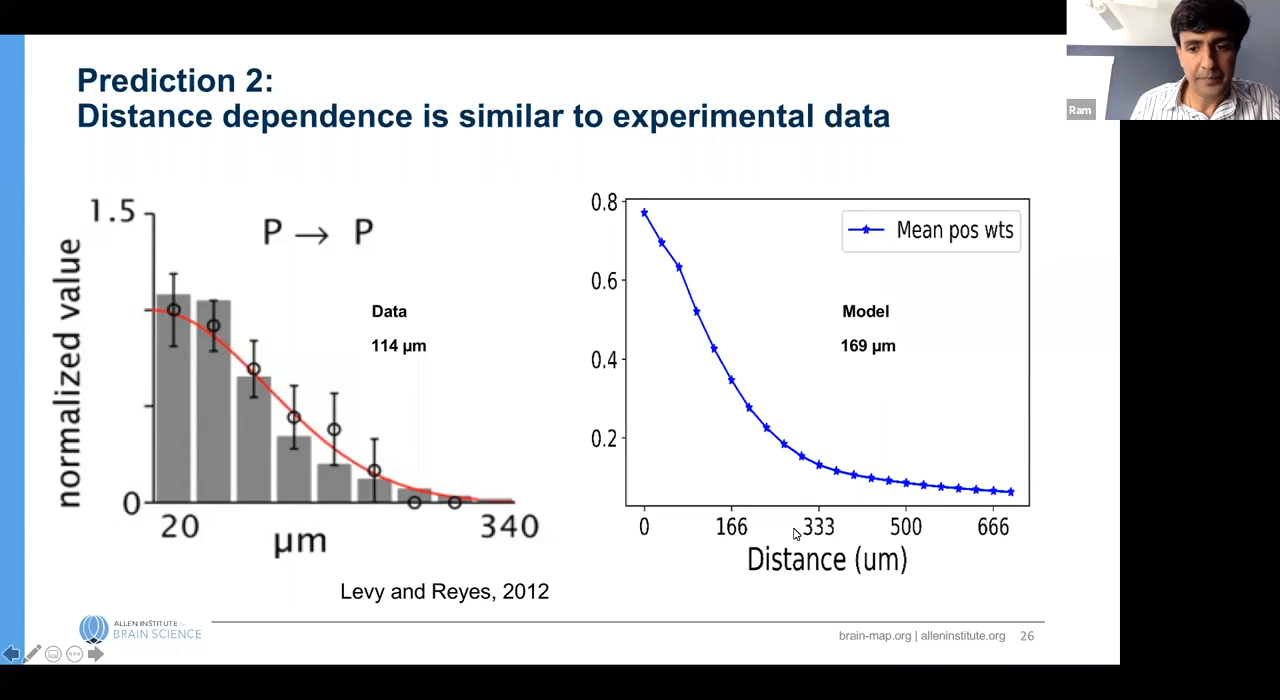 Prediction 2:
Distance dependence is similar to experimental data
Ram
1.5
P → P
normalized value
Data
114 µm
0
20
340
µm
Levy and Reyes, 2012
0.8
0.6
0.4
0.2
Mean pos wts
Model
169 µm
0 166 333 500 666
Distance (um)
ALLEN INSTITUTE for
BRAIN SCIENCE
brain-map.org | alleninstitute.org 26